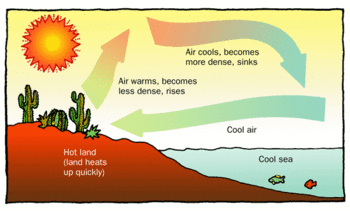 Air cools, becomes
more dense, sinks
Air warms, becomes
less dense, rises
Cool air
Hot land
(land heats
up quickly)
Cool sea